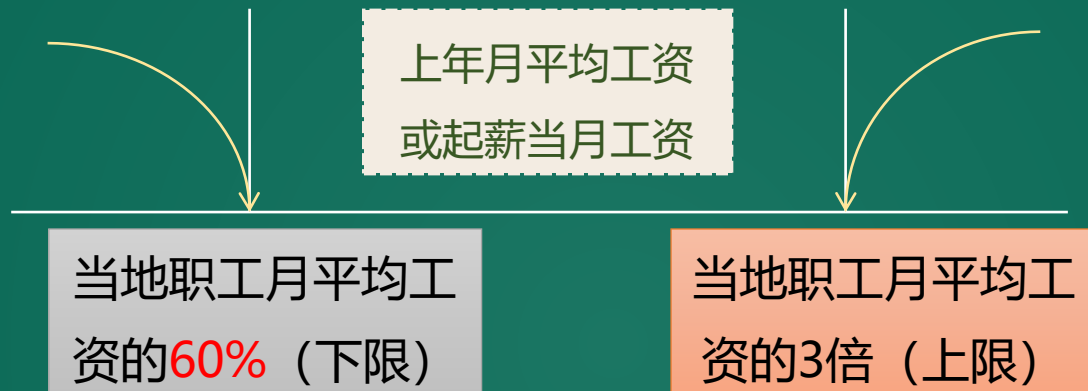 上年月平均工资
或起薪当月工资
当地职工月平均工
资的60%（下限）
当地职工月平均工
资的3倍（上限）